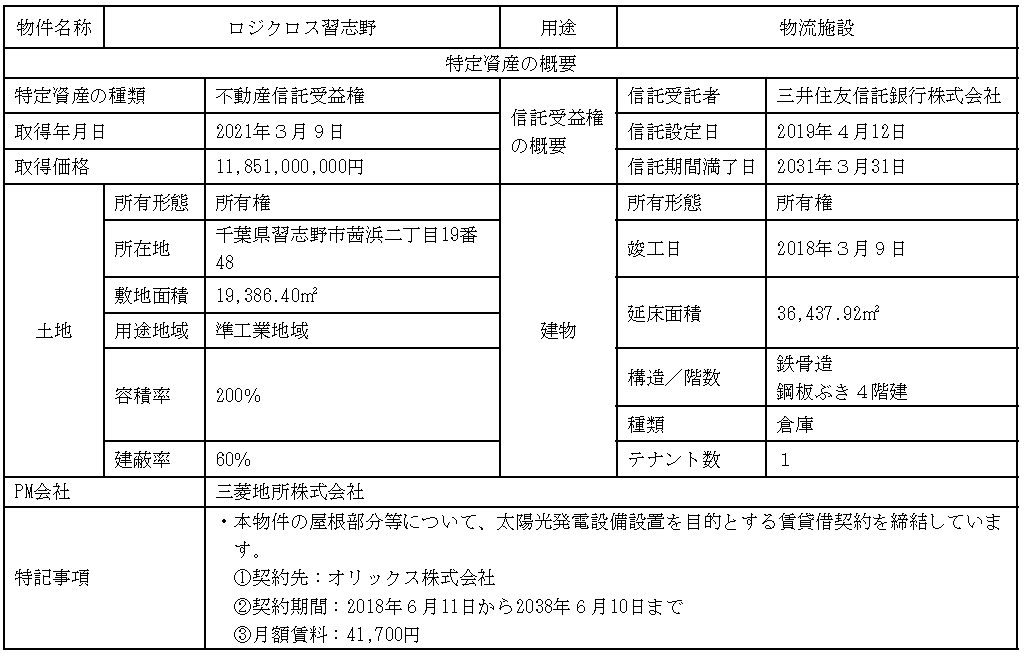 物件名称 ロジクロス習志野 用途 物流施設
特定資産の概要
特定資産の種類 不動産信託受益権 信託受益権の概要 信託受託者 三井住友信託銀行株式会社
取得年月日 2021年３月９日 信託設定日 2019年４月12日
取得価格 11,851,000,000円 信託期間満了日 2031年３月31日
土地 所有形態 所有権 建物 所有形態 所有権
所在地 千葉県習志野市茜浜二丁目19番
48 竣工日 2018年３月９日
敷地面積 19,386.40㎡ 延床面積 36,437.92㎡
用途地域 準工業地域
容積率 200% 構造／階数 鉄骨造
鋼板ぶき４階建
種類 倉庫
建蔽率 60% テナント数 １
PM会社 三菱地所株式会社
特記事項 ・本物件の屋根部分等について、太陽光発電設備設置を目的とする賃貸借契約を締結していま
す。
①契約先：オリックス株式会社
②契約期間：2018年６月11日から2038年６月10日まで
③月額賃料：41,700円